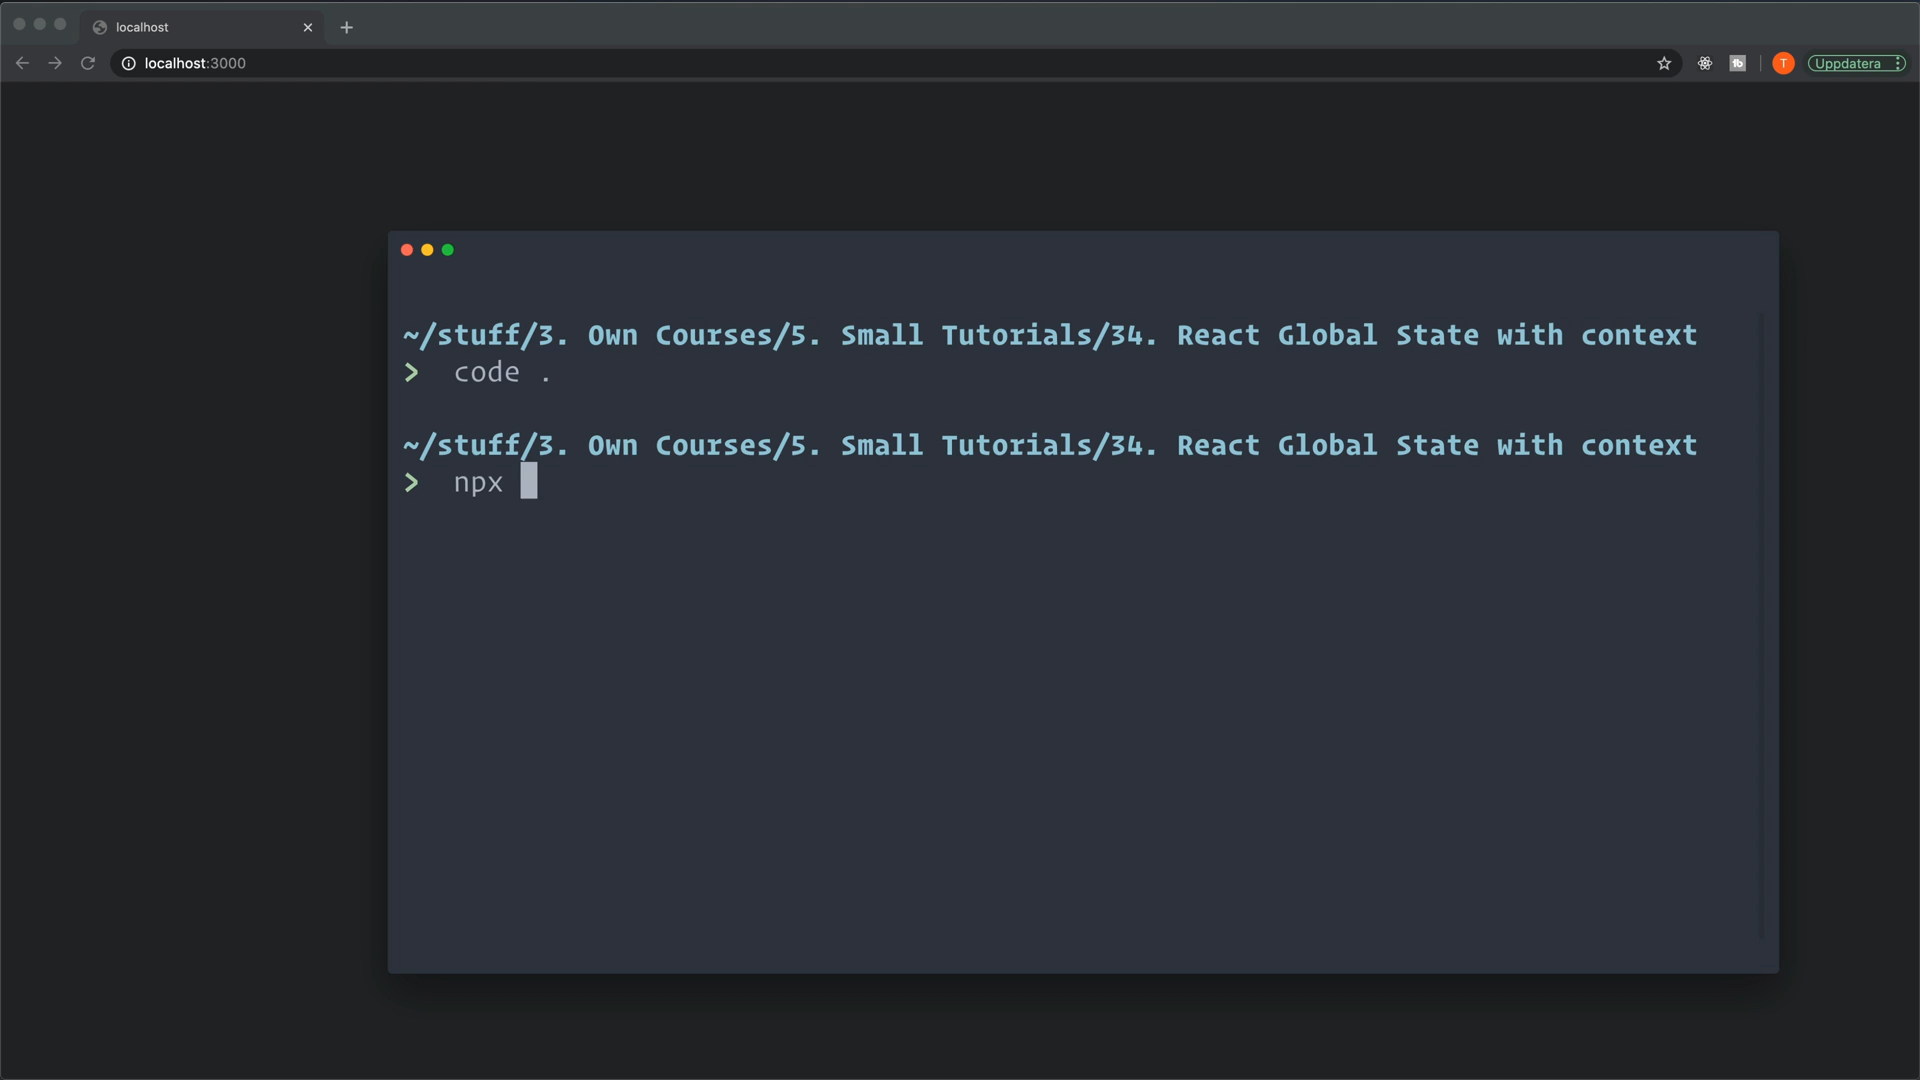 localhost
localhost:3000
T
Uppdatera
~/stuff/3. Own Courses/5. Small Tutorials/34. React Global State with context
> code .
~/stuff/3. Own Courses/5. Small Tutorials/34. React Global State with context
> npx